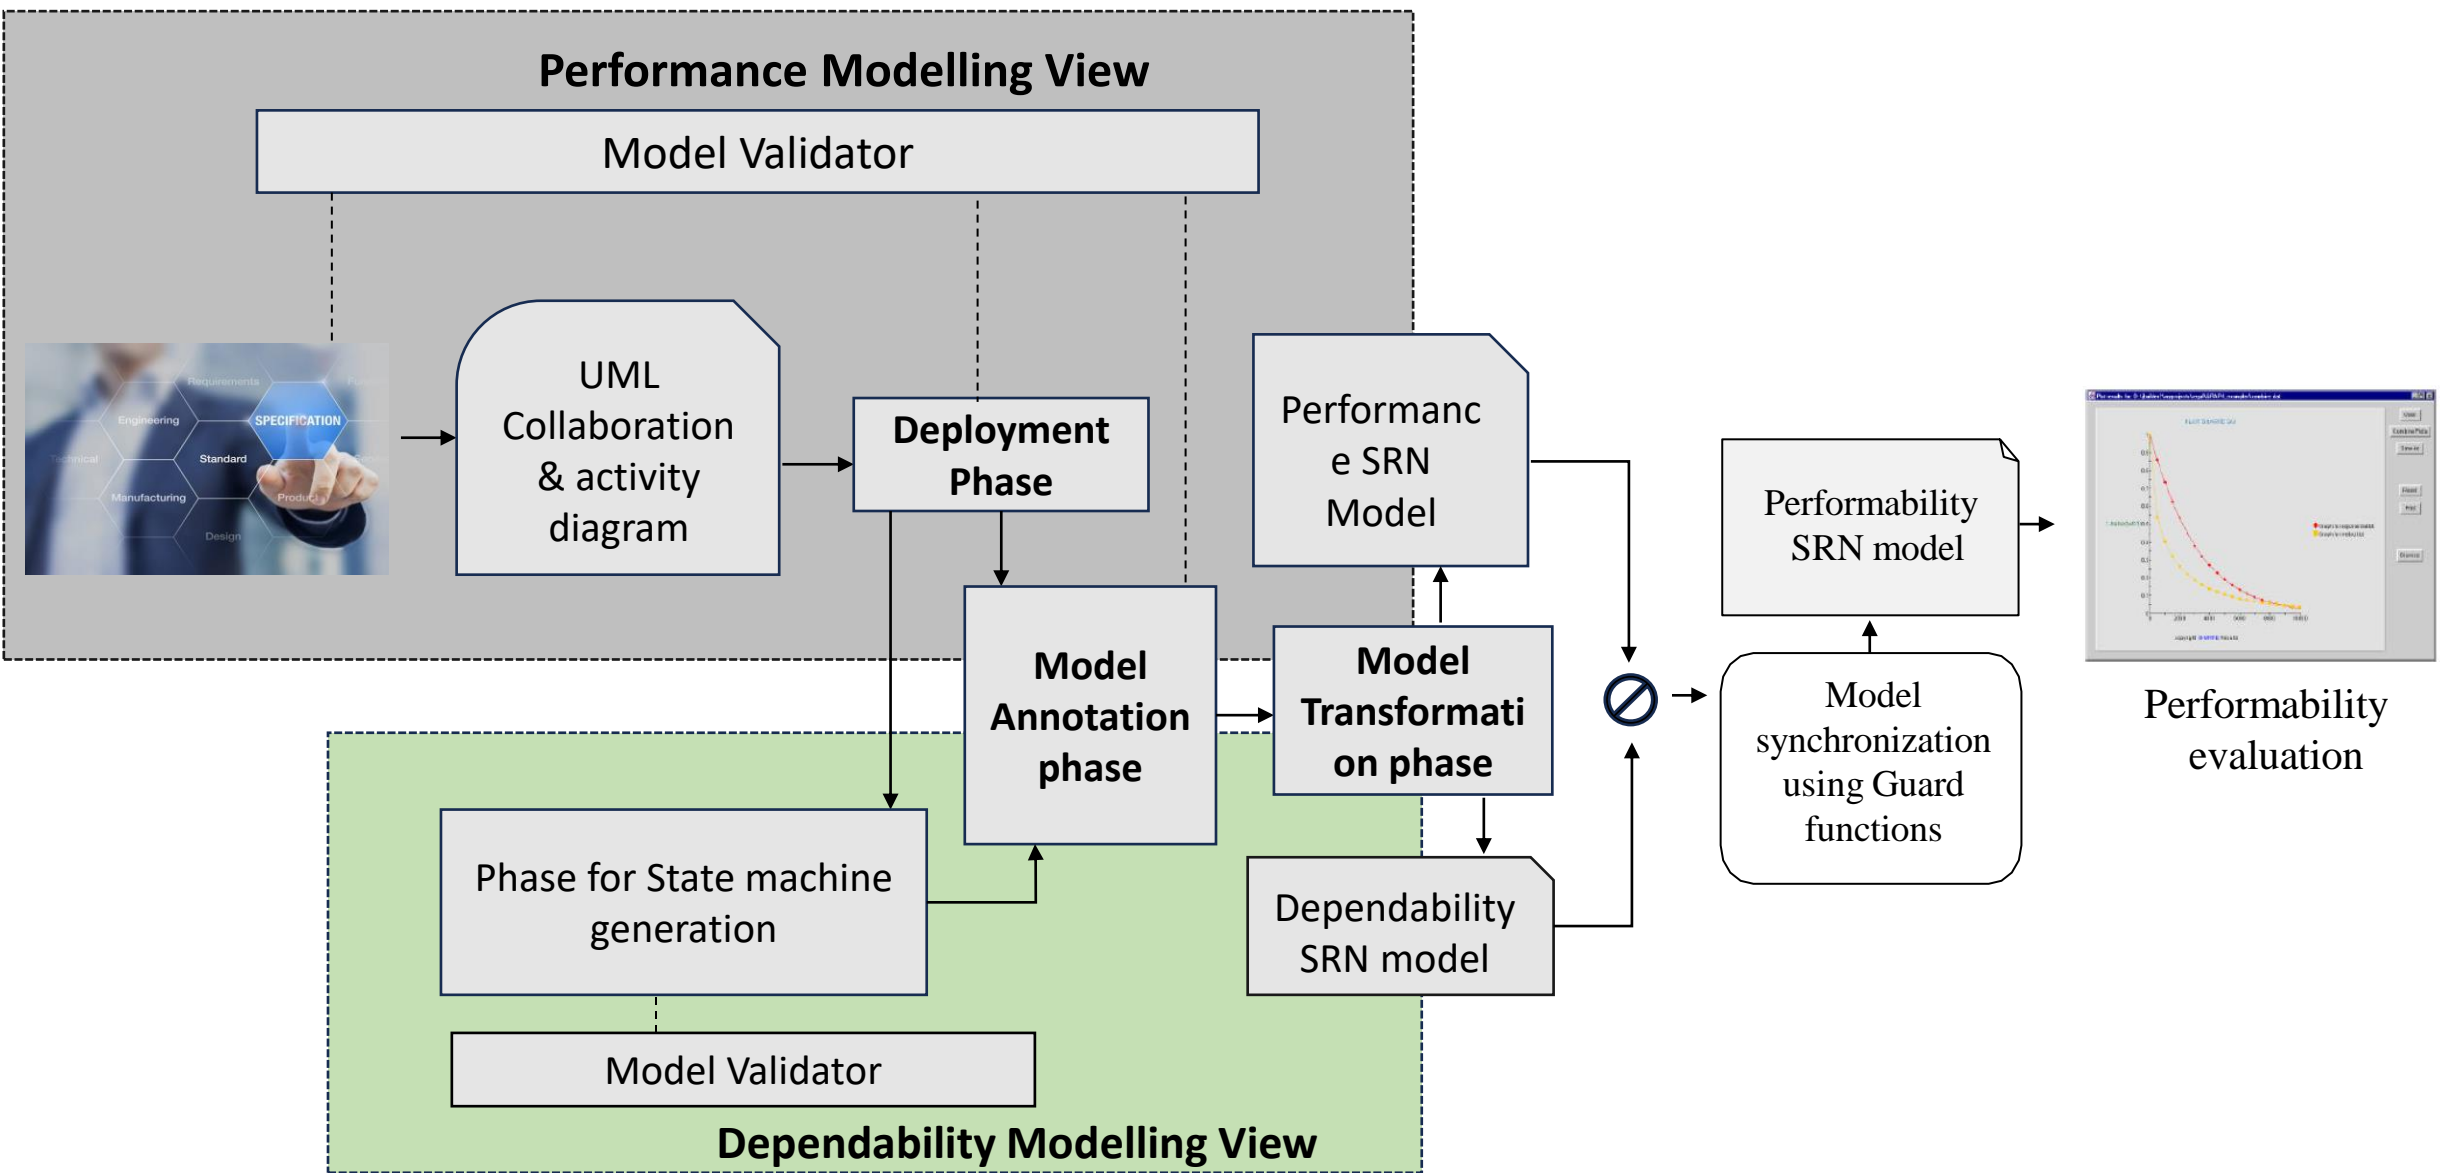 Performance Modelling View
Model Validator
Requirements
Engineering
SPECIFICATION
Technical
Standard
Manufacturing
Product
Design
UML
Collaboration
& activity
diagram
Deployment
Phase
Performanc
e SRN
Model
Model
Annotation
phase
Model
Transformati
on phase
Phase for State machine
generation
Model Validator
Dependability
SRN model
Dependability Modelling View
Performability
SRN model
Model
synchronization
using Guard
functions
Performability
evaluation